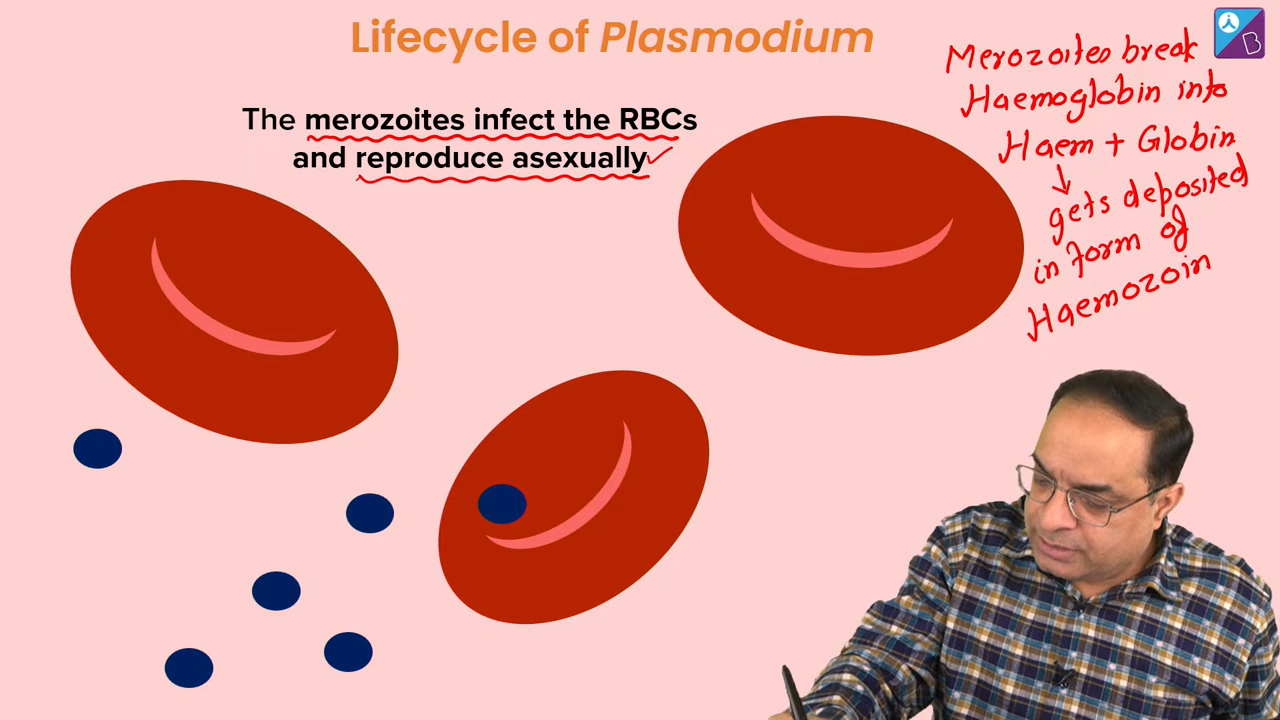 Lifecycle of Plasmodium
The merozoites infect the RBCs
and reproduce asexually
Merozoites break
Haemoglobin into
Haem + Globin
↓
gets deposited
in form of
Haemozoin
B